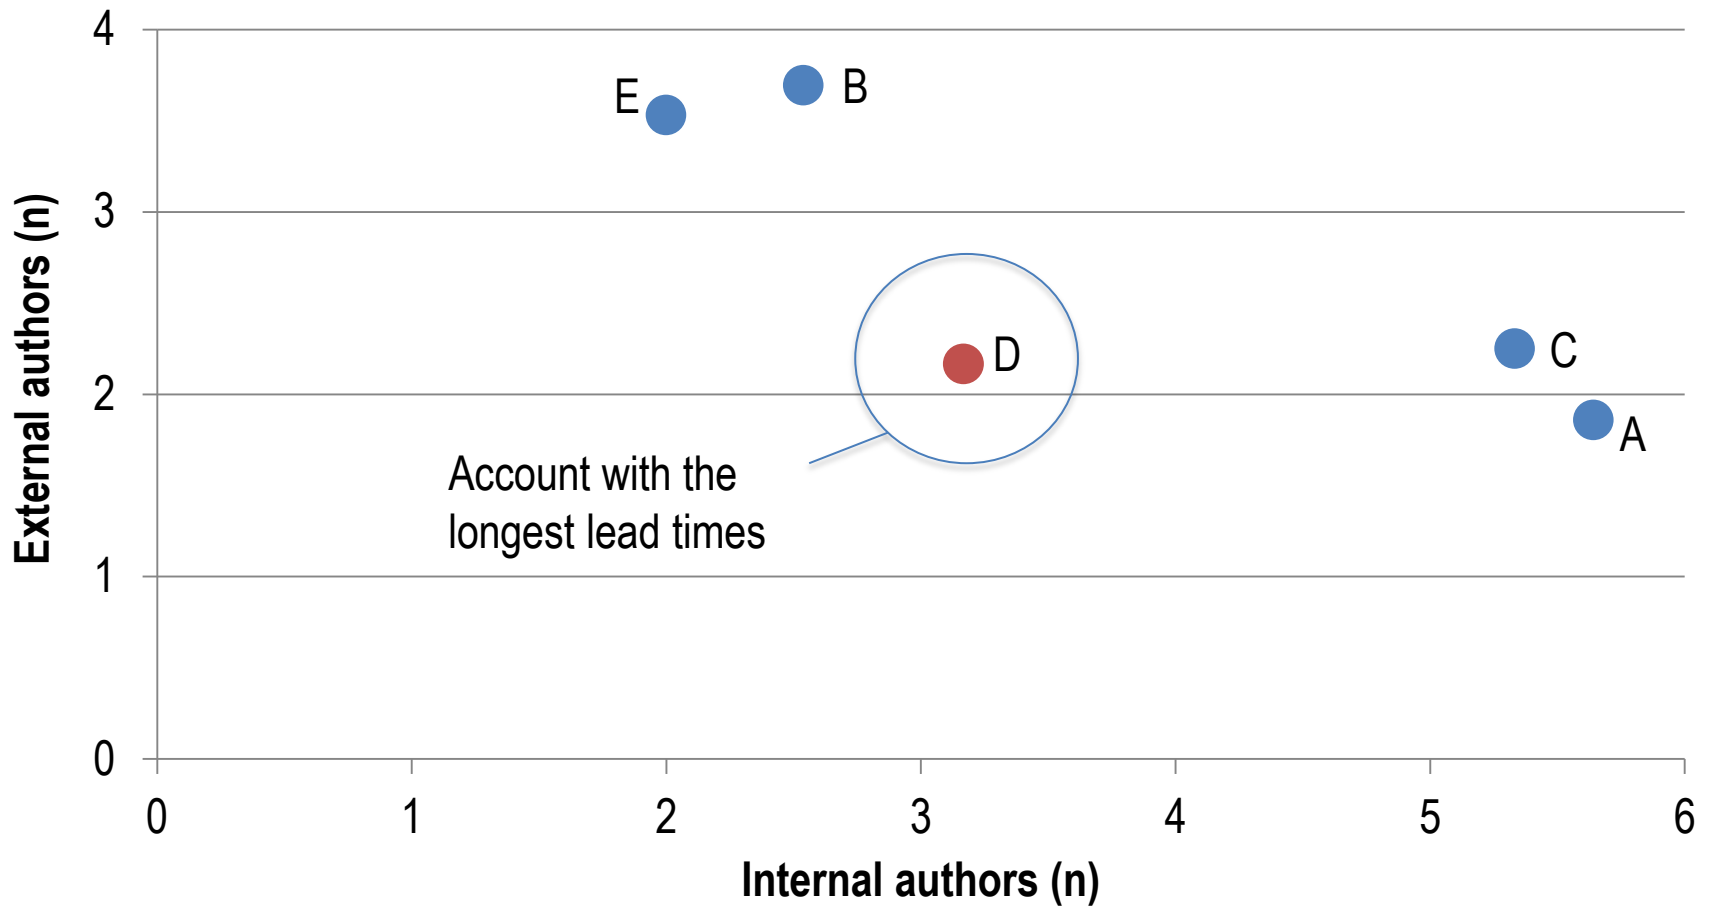 4
3
2
1
0
External authors (n)
E
B
D
C
A
Account with the
longest lead times
0
1
2
3
4
5
6
Internal authors (n)